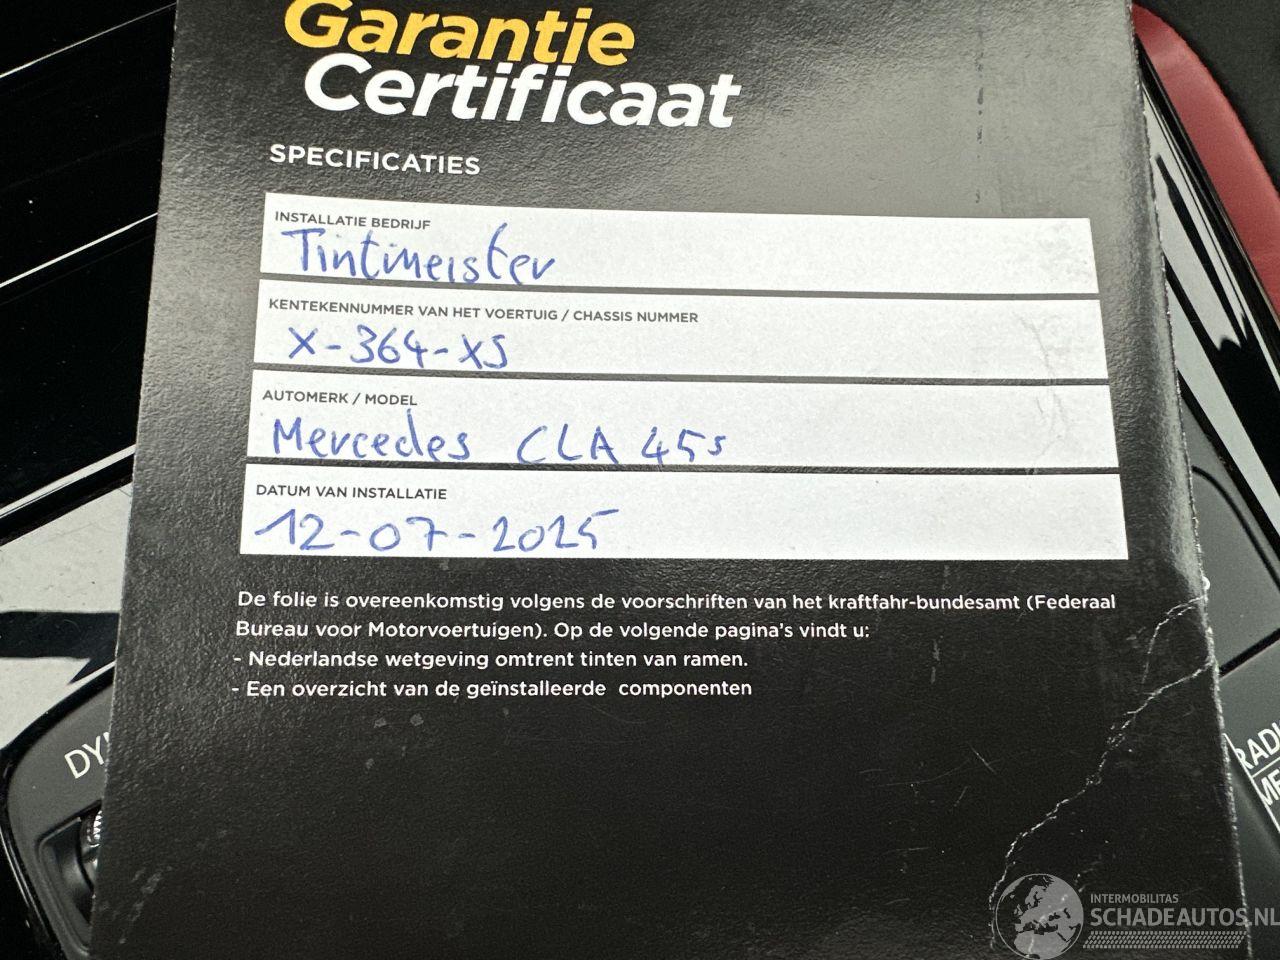 Garantie
Certificaat
SPECIFICATIES
INSTALLATIE BEDRIJF
Tintmeister
KENTEKENNUMMER VAN HET VOERTUIG / CHASSIS NUMMER
X-364-XS
AUTOMERK / MODEL
Mercedes CLA 45s
DATUM VAN INSTALLATIE
12-07-2025
De folie is overeenkomstig volgens de voorschriften van het kraftfahr-bundesamt (Federaal
Bureau voor Motorvoertuigen). Op de volgende pagina's vindt u:
- Nederlandse wetgeving omtrent tinten van ramen.
- Een overzicht van de geïnstalleerde componenten
INTERMOBILITAS
SCHADEAUTOS.NL